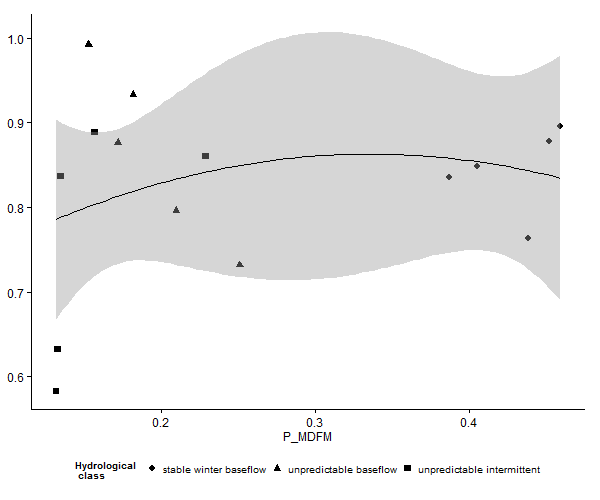 1.0
0.9
0.8
0.7
0.6
0.2 0.3 0.4
P_MDFM
Hydrological class
stable winter baseflow unpredictable baseflow unpredictable intermittent